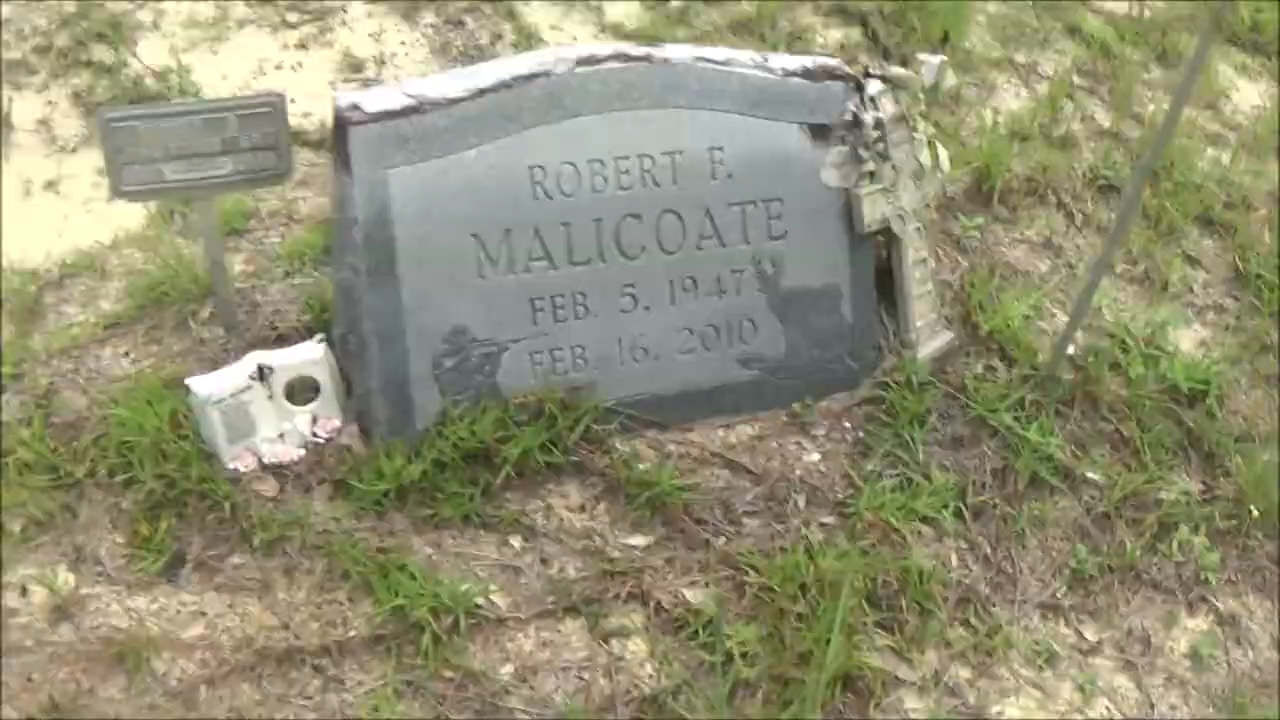 ROBERT F.
MALICOATE
FEB. 5, 1947
FEB. 16, 2010